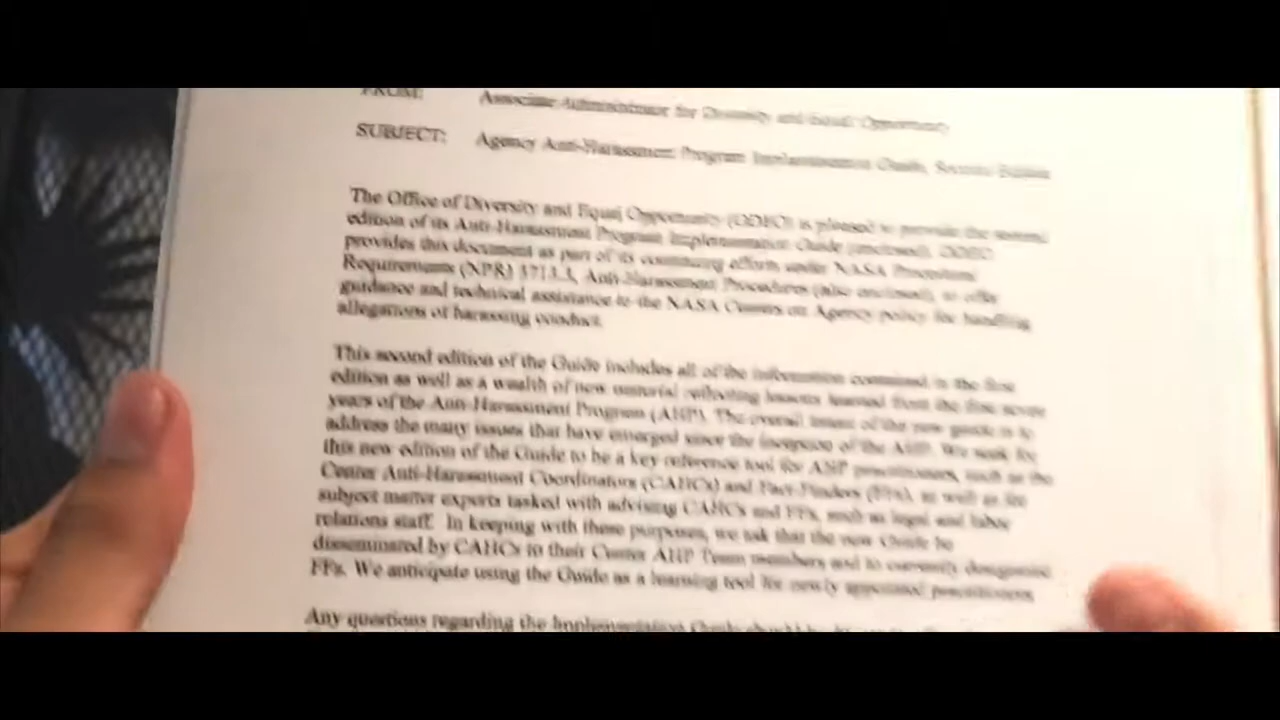 FROM: Associate Administrator for Diversity and Equal Opportunity
SUBJECT: Agency Anti-Harassment Program Implementation Guide, Second Edition
The Office of Diversity and Equal Opportunity (ODEO) is pleased to provide the second
edition of its Anti-Harassment Program Implementation Guide (enclosed). ODEO
provides this document as part of its continuing efforts under NASA Procedural
Requirements (NPR) 3713.3, Anti-Harassment Procedures (also enclosed), to offer
guidance and technical assistance to the NASA Centers on Agency policy for handling
allegations of harassing conduct.
This second edition of the Guide includes all of the information contained in the first
edition as well as a wealth of new material reflecting lessons learned from the first seven
years of the Anti-Harassment Program (AHP). The overall intent of the new guide is to
address the many issues that have emerged since the inception of the AHP. We seek for
this new edition of the Guide to be a key reference tool for AHP practitioners, such as the
Center Anti-Harassment Coordinators (CAHCs) and Fact-Finders (FFs), as well as for
subject matter experts tasked with advising CAHCs and FFs, such as legal and labor
relations staff. In keeping with these purposes, we ask that the new Guide be
disseminated by CAHCs to their Center AHP Team members and to currently designated
FFs. We anticipate using the Guide as a learning tool for newly appointed practitioners.
Any questions regarding the Implementation Guide should be